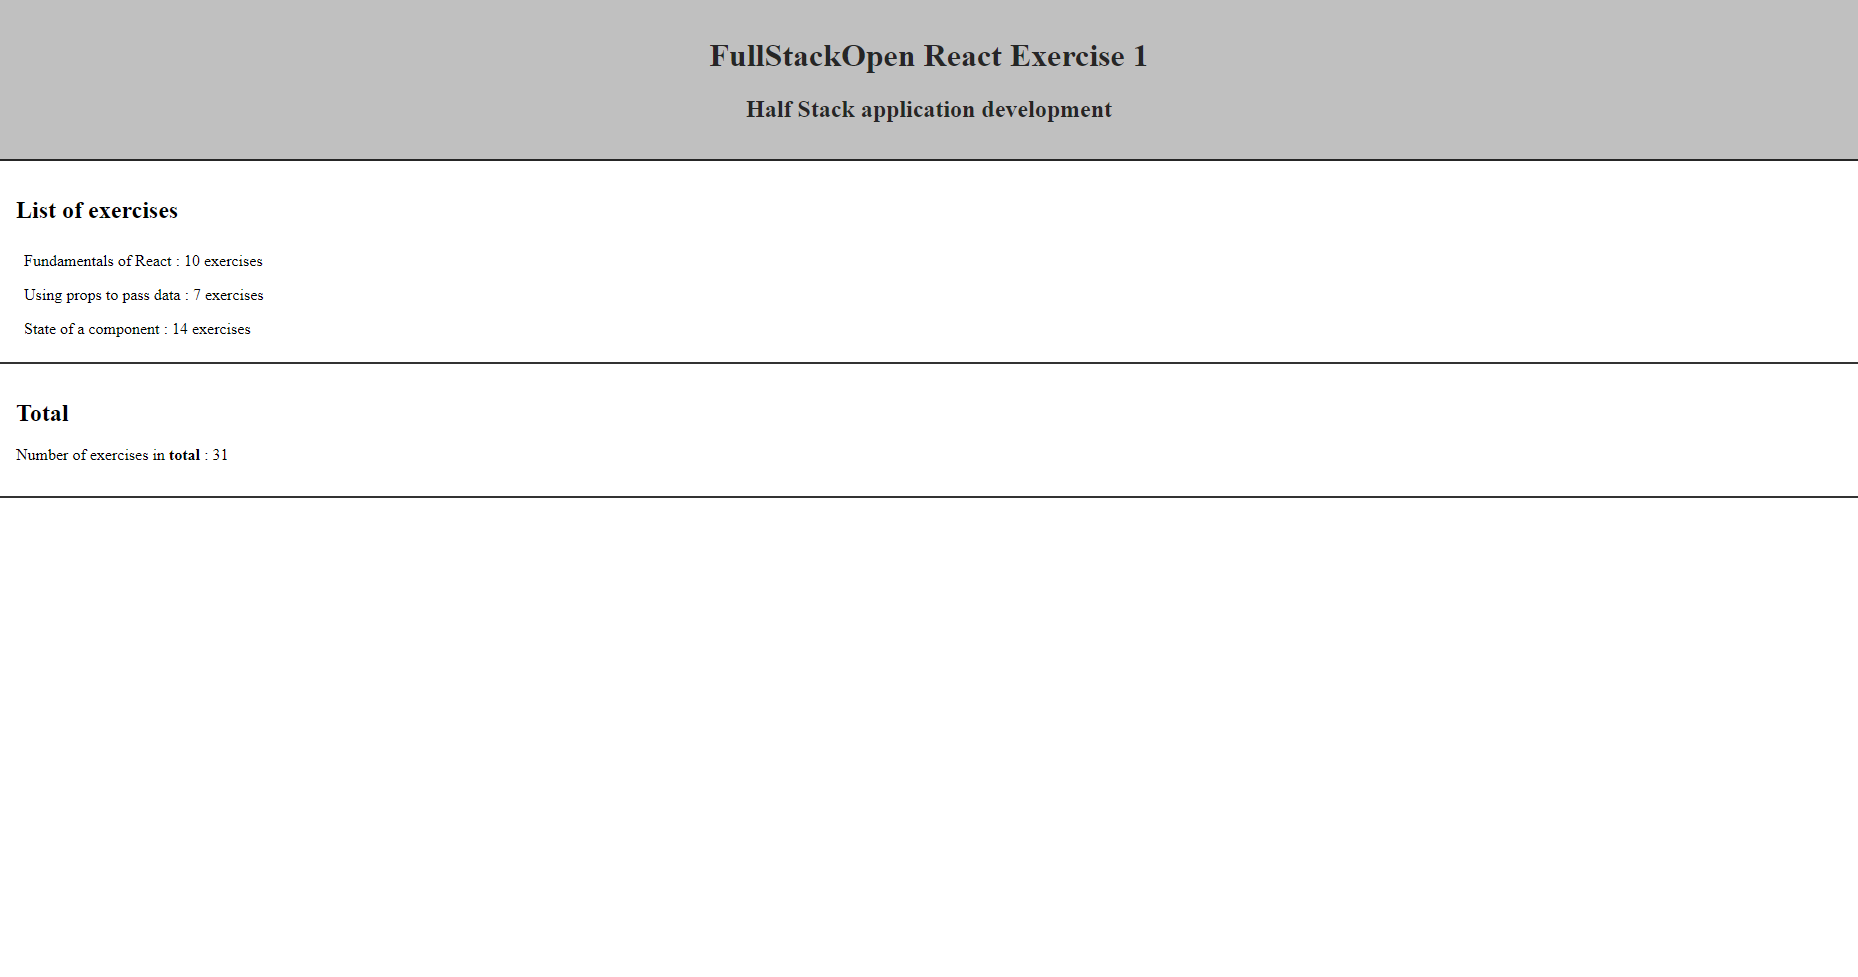 FullStackOpen React Exercise 1
Half Stack application development
List of exercises
Fundamentals of React : 10 exercises
Using props to pass data : 7 exercises
State of a component : 14 exercises
Total
Number of exercises in total : 31